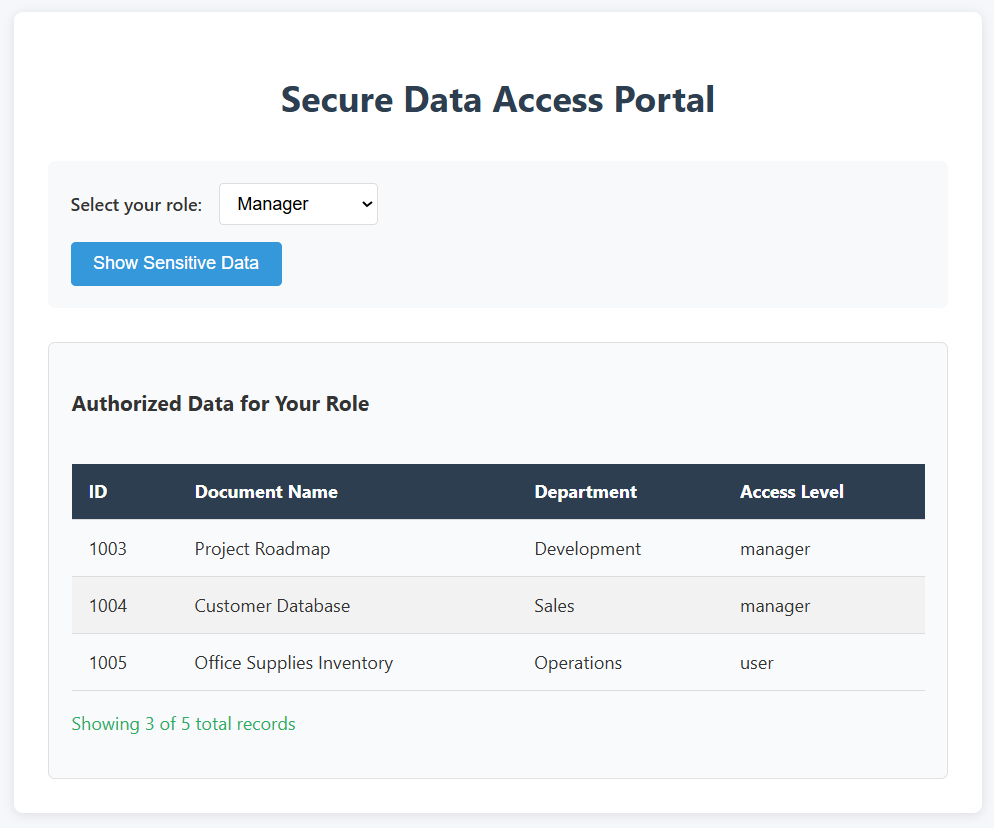 Secure Data Access Portal
Select your role: Manager
Show Sensitive Data
Authorized Data for Your Role
ID Document Name Department Access Level
1003 Project Roadmap Development manager
1004 Customer Database Sales manager
1005 Office Supplies Inventory Operations user
Showing 3 of 5 total records